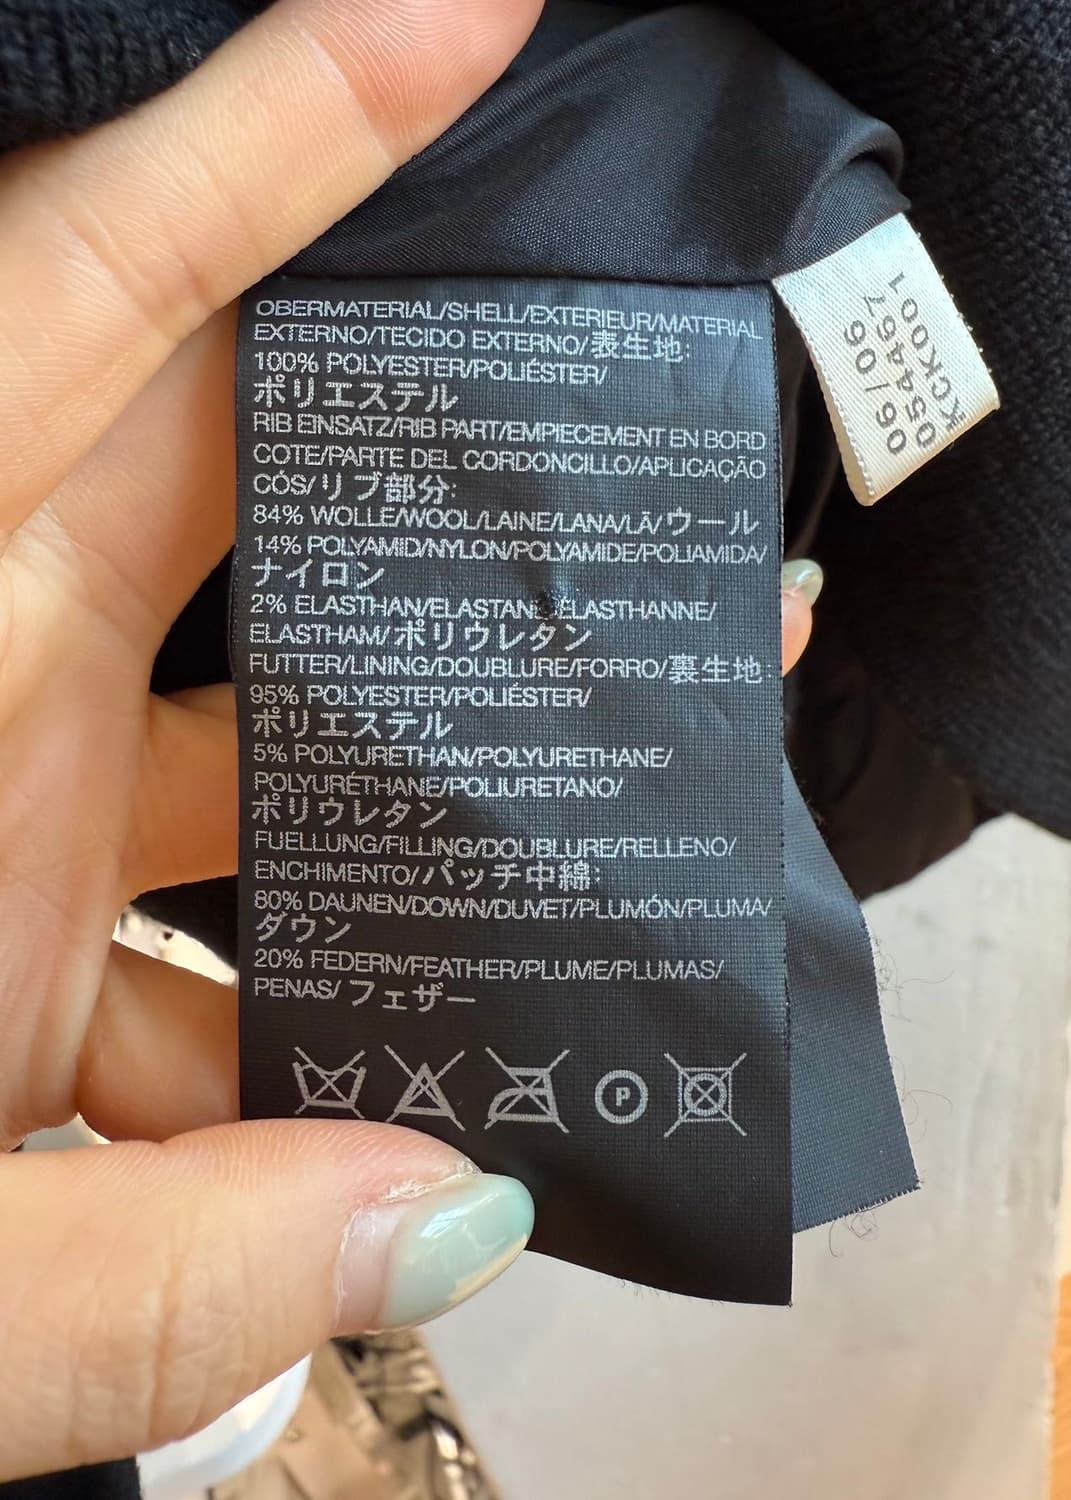 OBERMATERIAL/SHELL/EXTERIEUR/MATERIAL
EXTERNO/TECIDO EXTERNO/表生地:
100% POLYESTER/POLIÉSTER/
ポリエステル
RIB EINSATZ/RIB PART/EMPIECEMENT EN BORD
COTE/PARTE DEL CORDONCILLO/APLICAÇÃO
CÓS/リブ部分:
84% WOLLE/WOOL/LAINE/LANA/LÃ/ウール
14% POLYAMID/NYLON/POLYAMIDE/POLIAMIDA/
ナイロン
2% ELASTHAN/ELASTANE/ELASTHANNE/
ELASTHAM/ポリウレタン
FUTTER/LINING/DOUBLURE/FORRO/裏生地:
95% POLYESTER/POLIÉSTER/
ポリエステル
5% POLYURETHAN/POLYURETHANE/
POLYURÉTHANE/POLIURETANO/
ポリウレタン
FUELLUNG/FILLING/DOUBLURE/RELLENO/
ENCHIMENTO/パッチ中綿:
80% DAUNEN/DOWN/DUVET/PLUMÓN/PLUMA/
ダウン
20% FEDERN/FEATHER/PLUME/PLUMAS/
PENAS/フェザー
P
06/06
054467
KCK0001